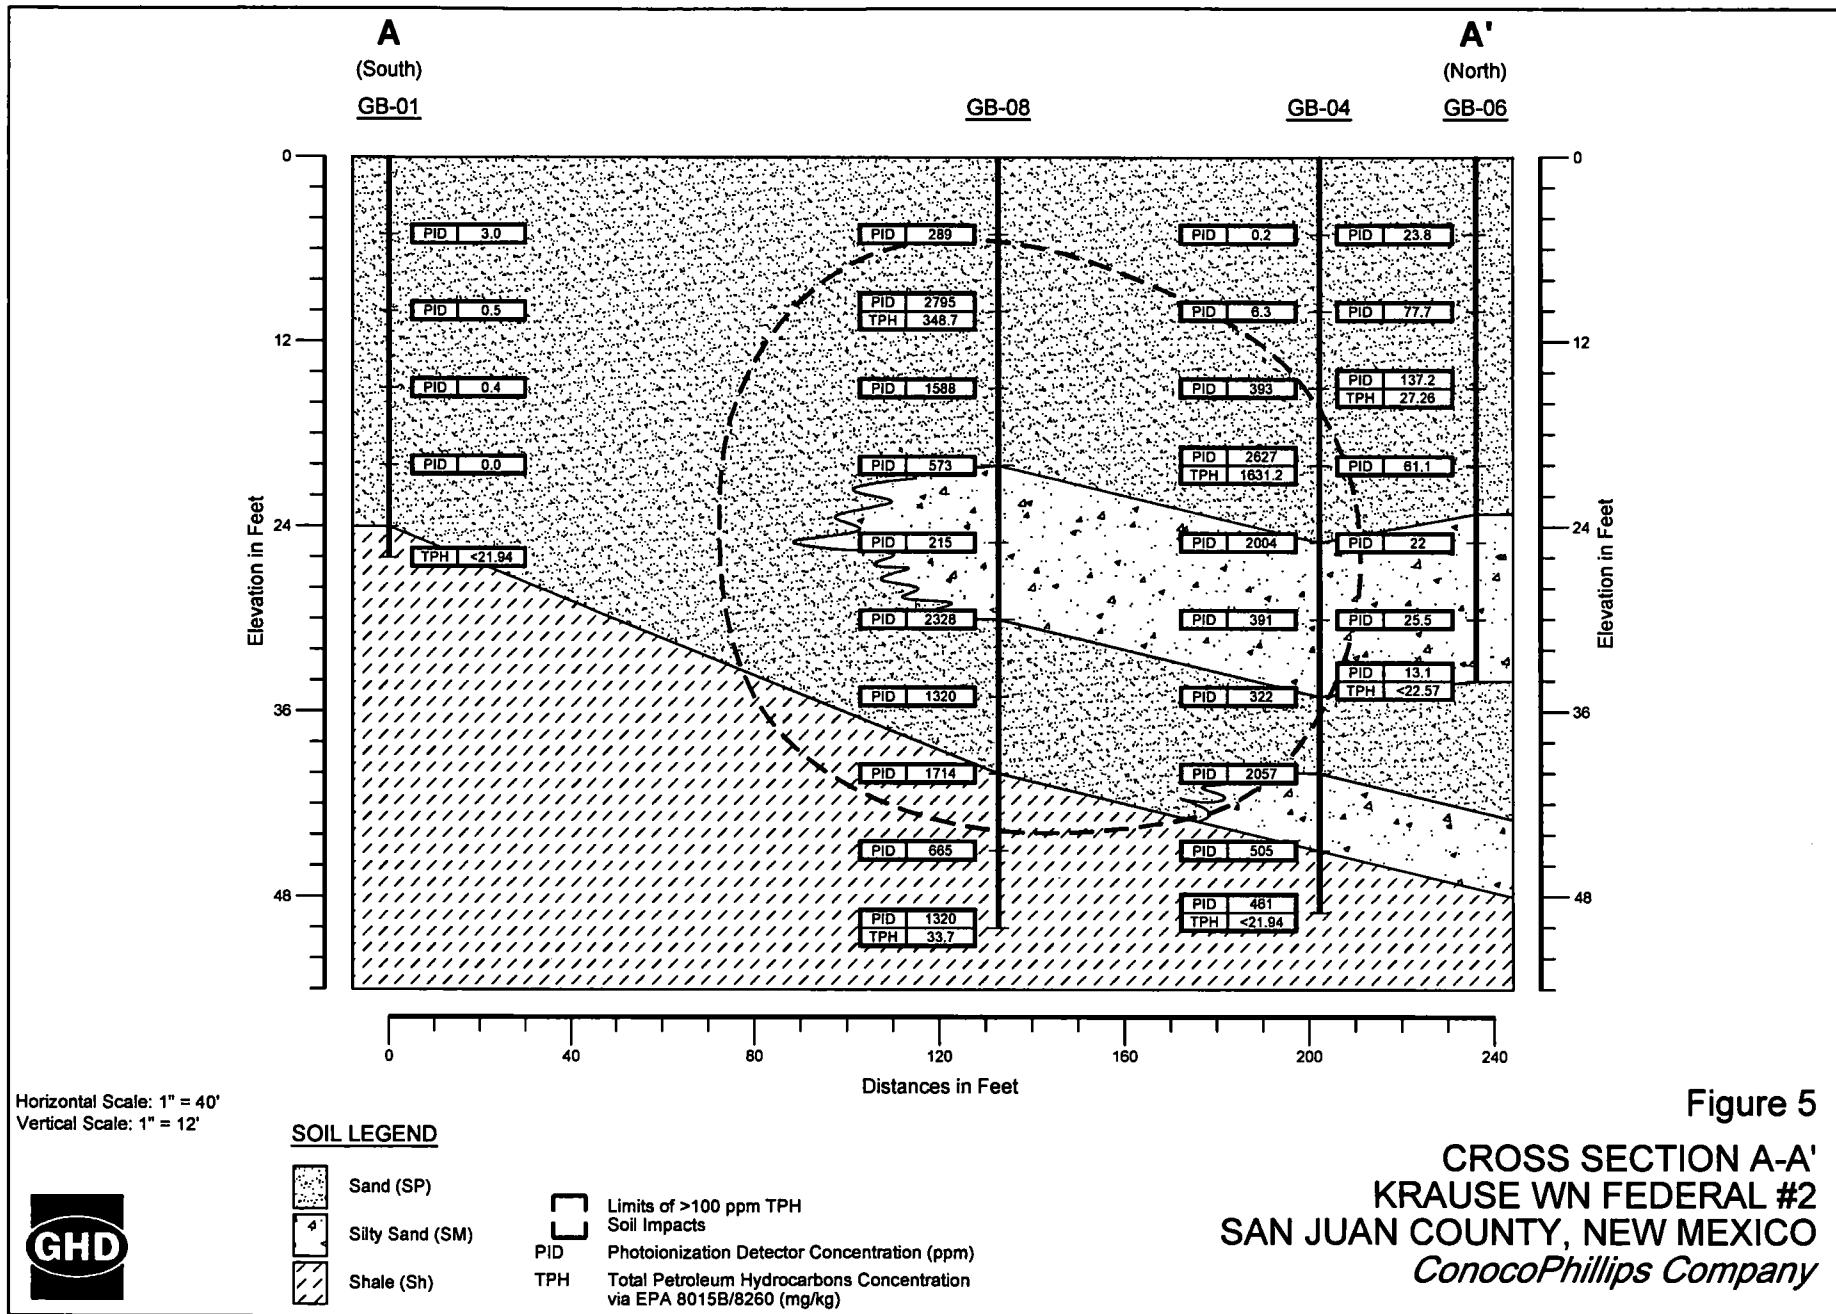 A
(South)
GB-01
GB-08
GB-04
A'
(North)
GB-06
0
12
24
36
48
Elevation in Feet
PID 3.0
PID 0.5
PID 0.4
PID 0.0
TPH <21.94
PID 289
PID 2795
TPH 348.7
PID 1588
PID 573
PID 215
PID 2328
PID 1320
PID 1714
PID 665
PID 1320
TPH 33.7
PID 0.2
PID 6.3
PID 393
PID 2627
TPH 1631.2
PID 2004
PID 391
PID 322
PID 2057
PID 505
PID 461
TPH <21.94
PID 23.8
PID 77.7
PID 137.2
TPH 27.26
PID 61.1
PID 22
PID 25.5
PID 13.1
TPH <22.57
0
12
24
36
48
Elevation in Feet
0 40 80 120 160 200 240
Distances in Feet
Horizontal Scale: 1" = 40'
Vertical Scale: 1" = 12'
SOIL LEGEND
Sand (SP)
Silty Sand (SM)
Shale (Sh)
Limits of >100 ppm TPH
Soil Impacts
PID Photoionization Detector Concentration (ppm)
TPH Total Petroleum Hydrocarbons Concentration
via EPA 8015B/8260 (mg/kg)
GHD
Figure 5
CROSS SECTION A-A'
KRAUSE WN FEDERAL #2
SAN JUAN COUNTY, NEW MEXICO
ConocoPhillips Company